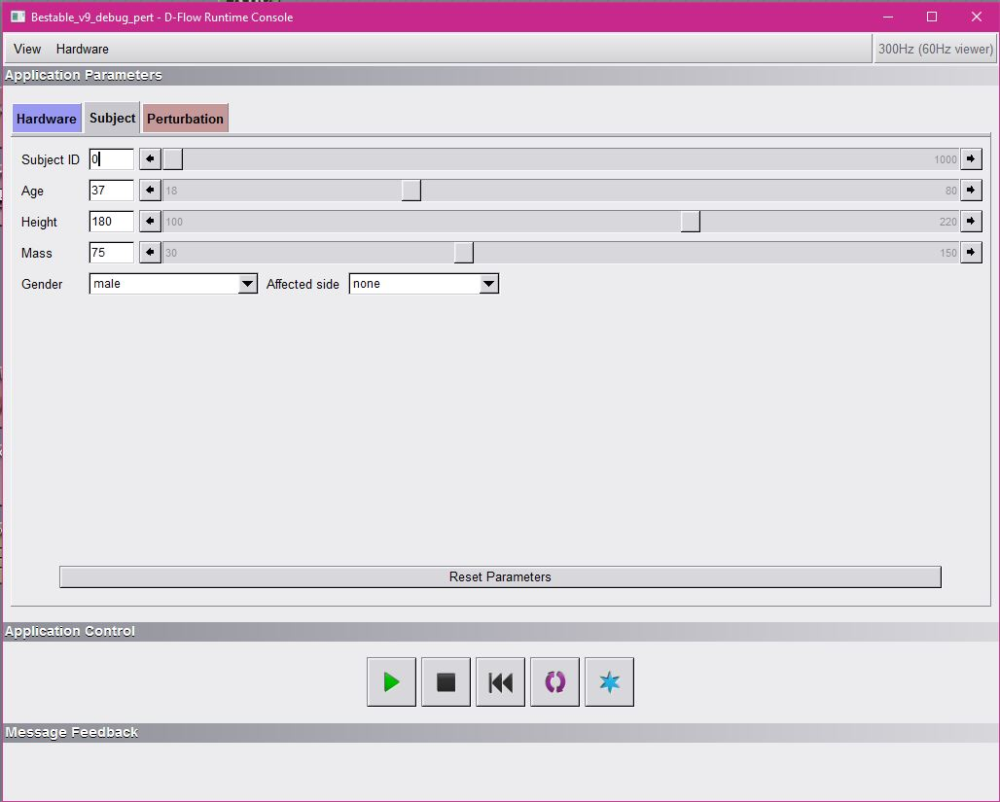 Bestable_v9_debug_pert - D-Flow Runtime Console
View Hardware 300Hz (60Hz viewer)
Application Parameters
Hardware Subject Perturbation
Subject ID 0 1000
Age 37 18 80
Height 180 100 220
Mass 75 30 150
Gender male Affected side none
Reset Parameters
Application Control
Message Feedback